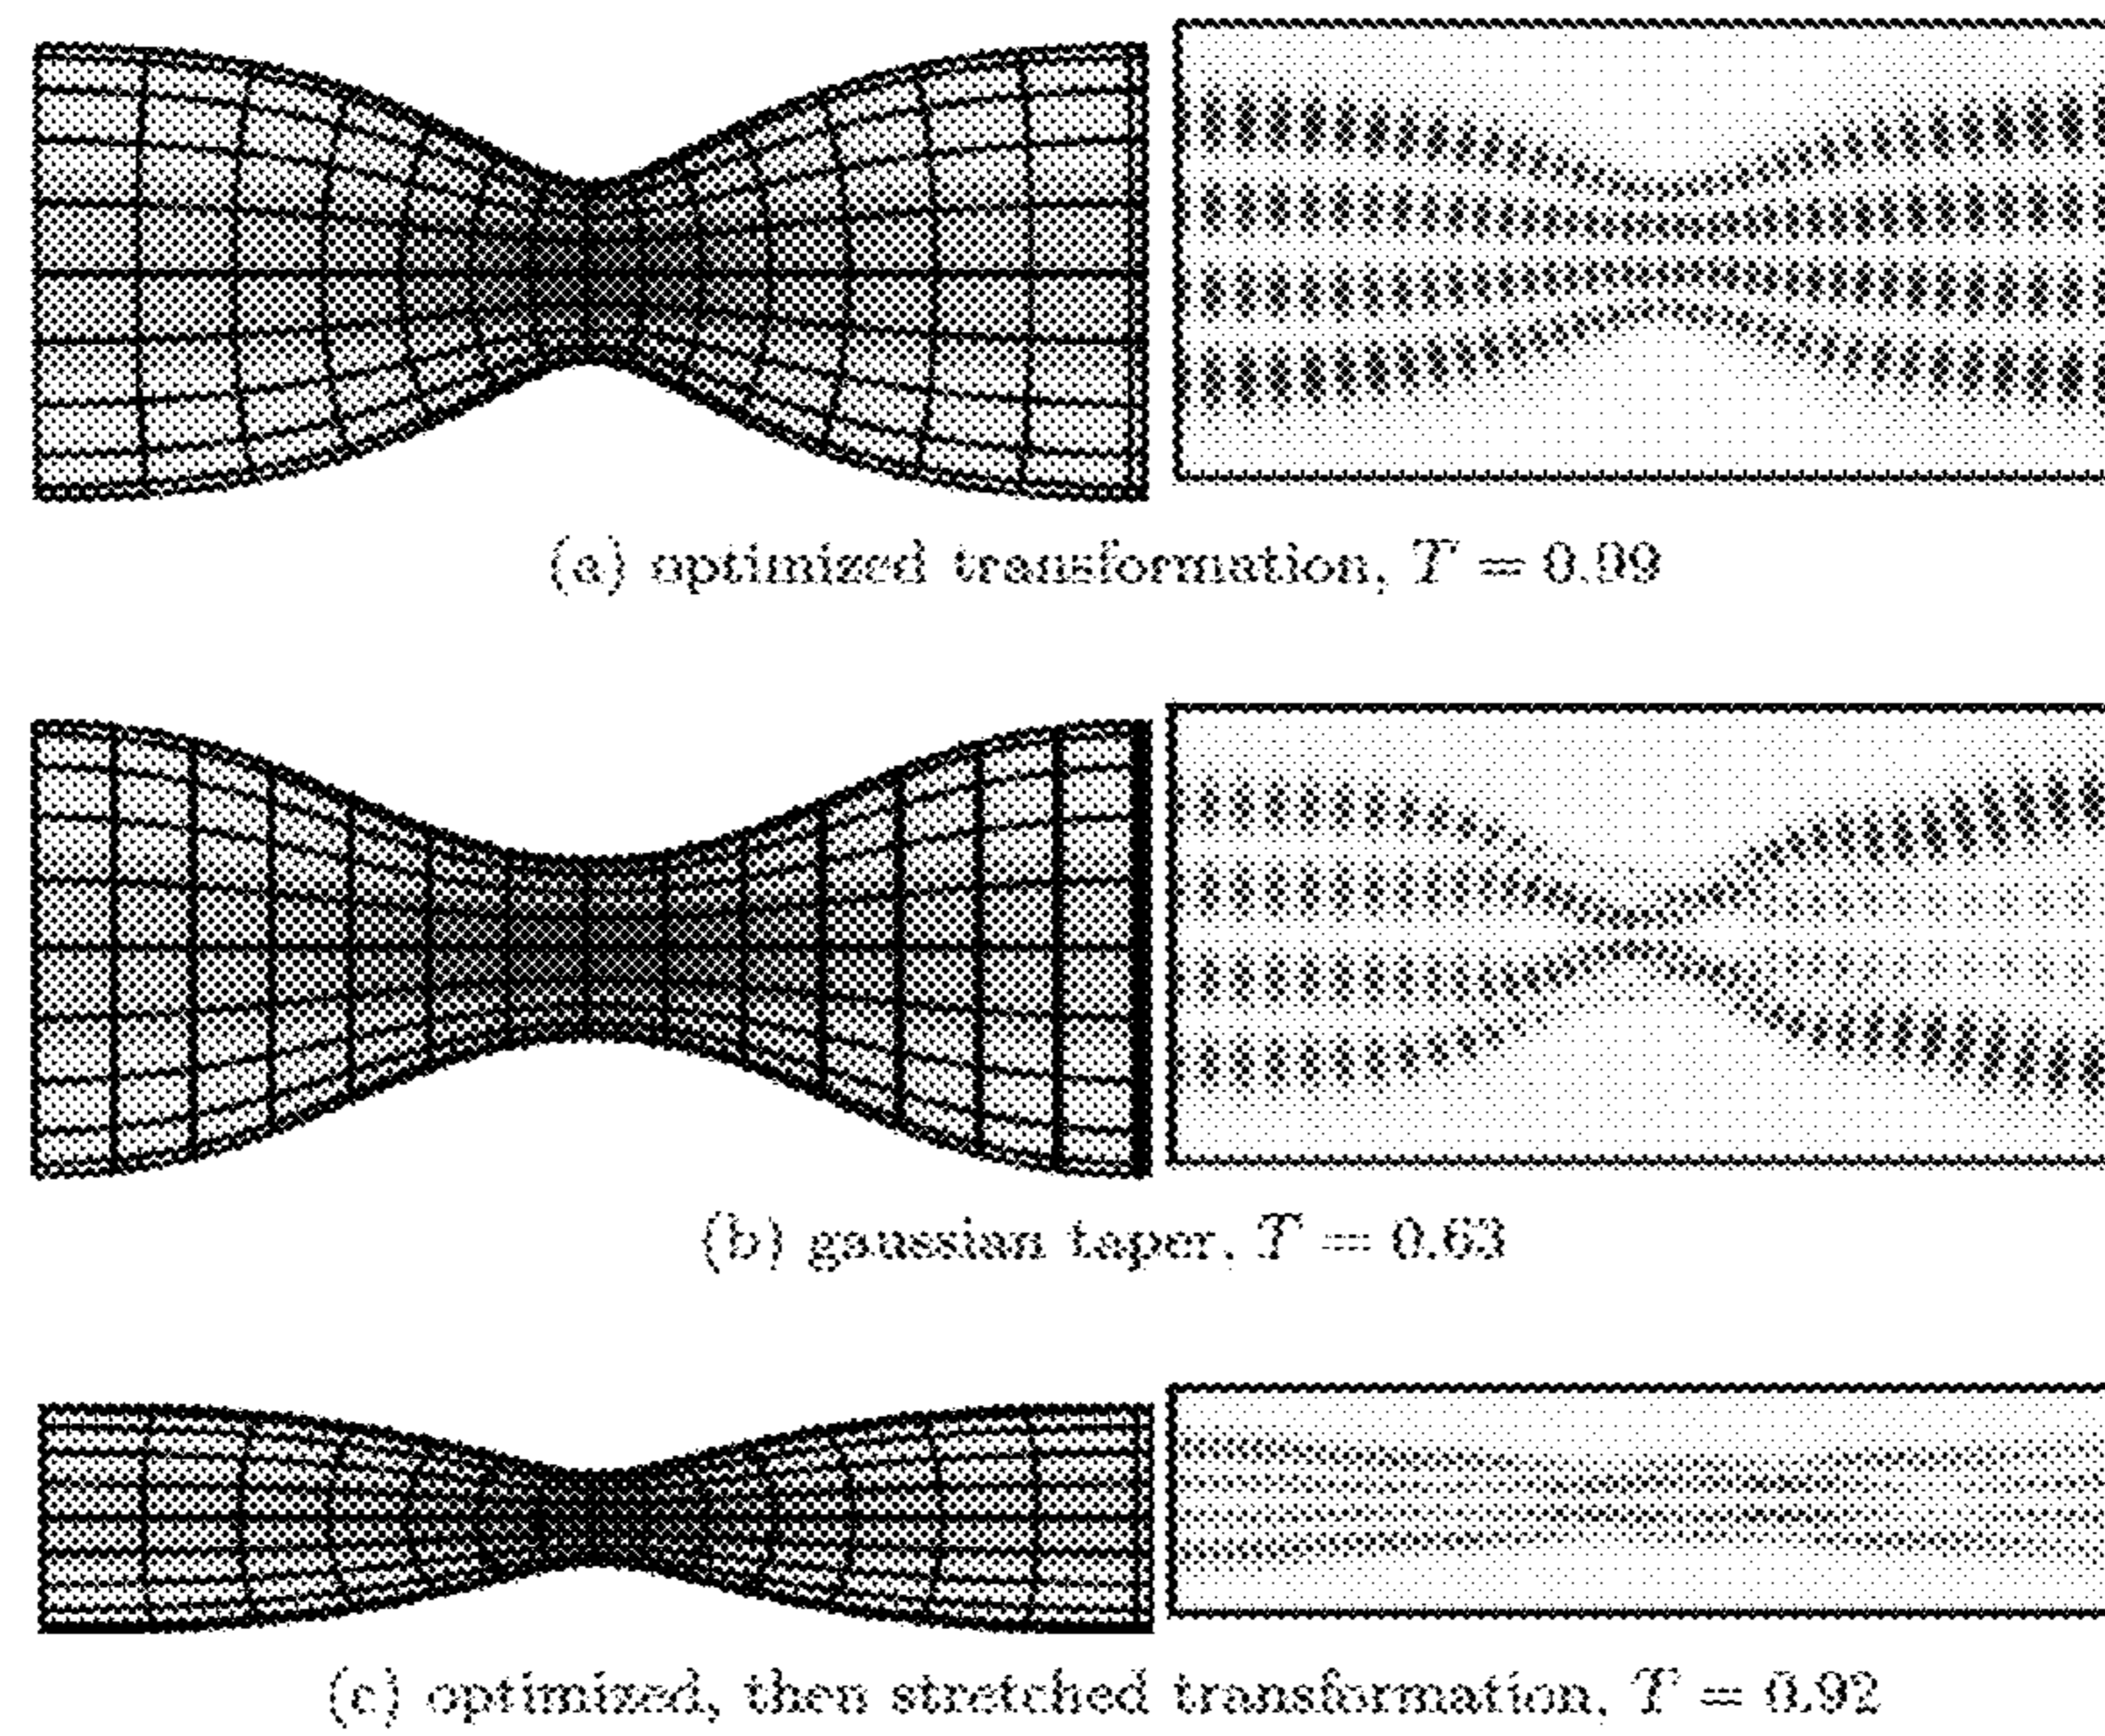 (a) optimized transformation, T = 0.99
(b) gaussian taper, T = 0.63
(c) optimized, then stretched transformation, T = 0.92